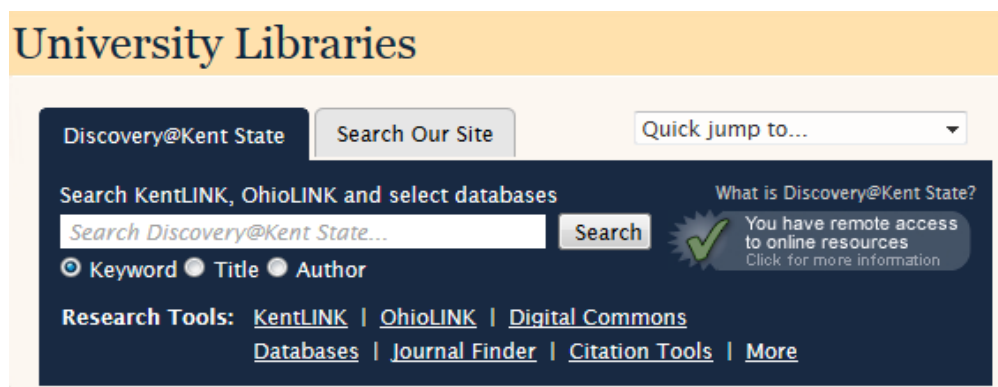 University Libraries
Discovery@Kent State
Search Our Site
Quick jump to...
Search KentLINK, OhioLINK and select databases
What is Discovery@Kent State?
Search Discovery@Kent State...
Search
You have remote access
to online resources
Click for more information
Keyword Title Author
Research Tools: KentLINK | OhioLINK | Digital Commons
Databases | Journal Finder | Citation Tools | More